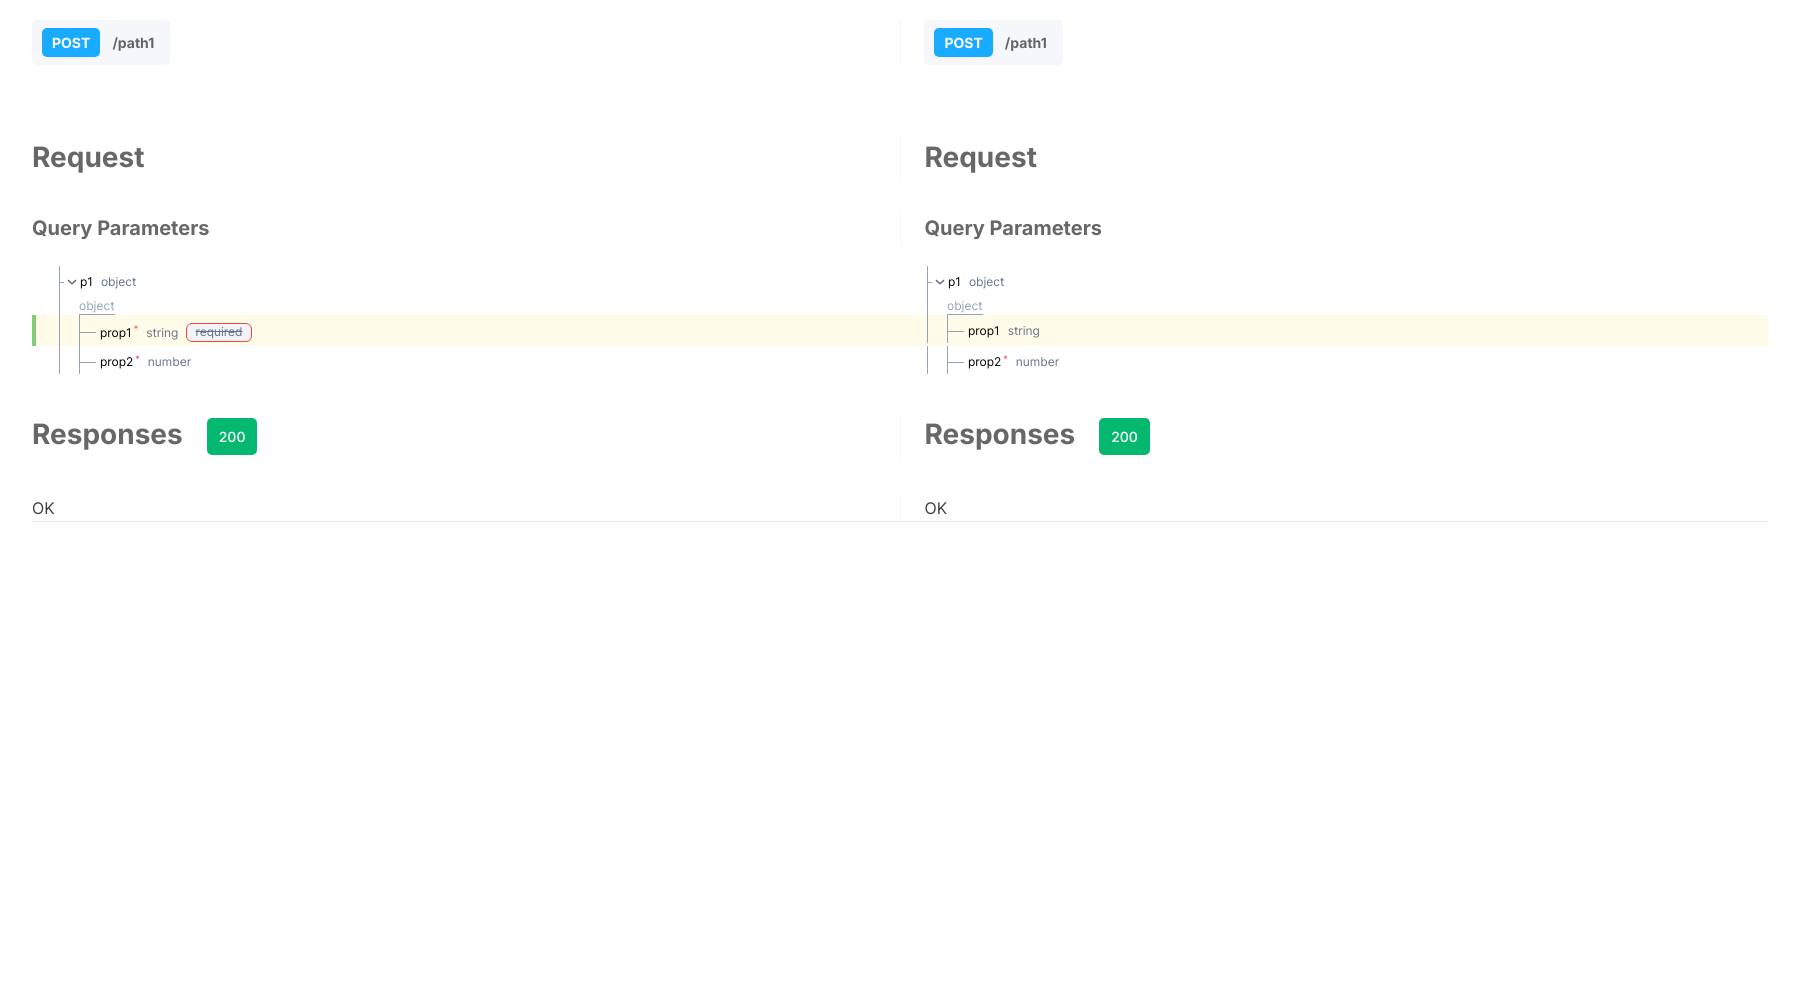 POST /path1 POST /path1
Request Request
Query Parameters Query Parameters
p1 object p1 object
object object
prop1* string required prop1 string
prop2* number prop2* number
Responses 200 Responses 200
OK OK